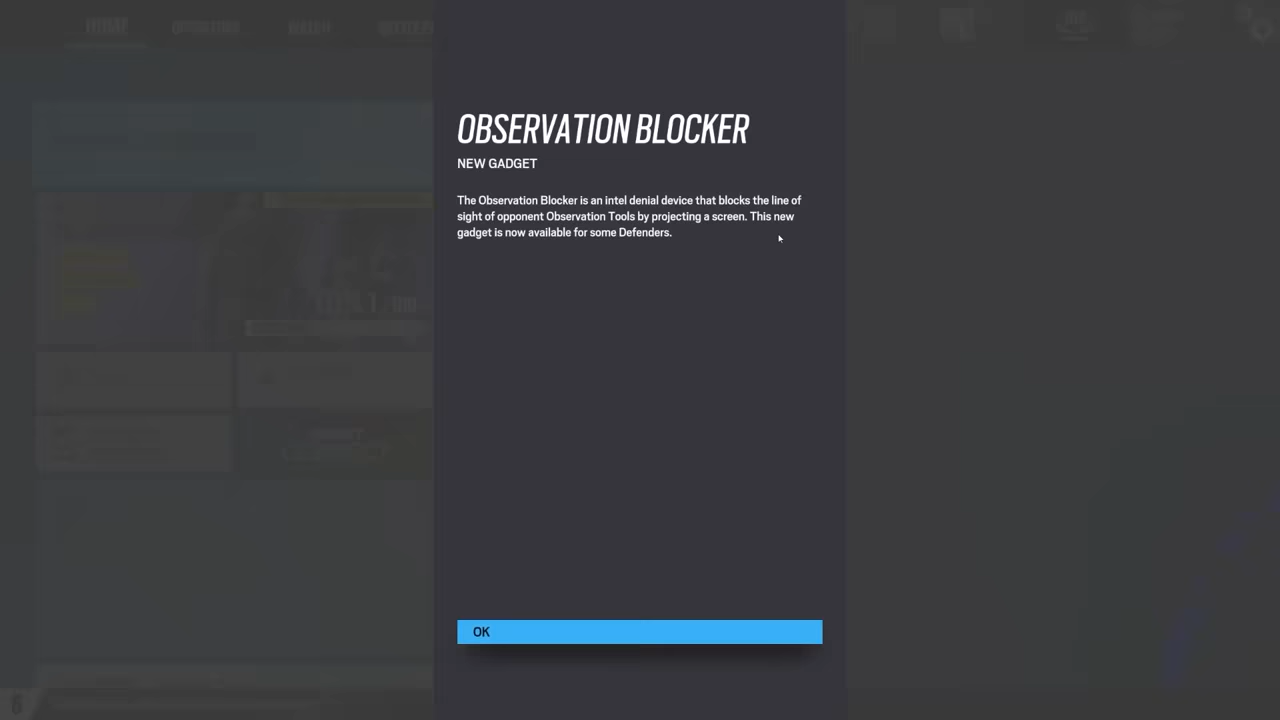 HOME
OBSERVATION BLOCKER
NEW GADGET
The Observation Blocker is an intel denial device that blocks the line of
sight of opponent Observation Tools by projecting a screen. This new
gadget is now available for some Defenders.
OK